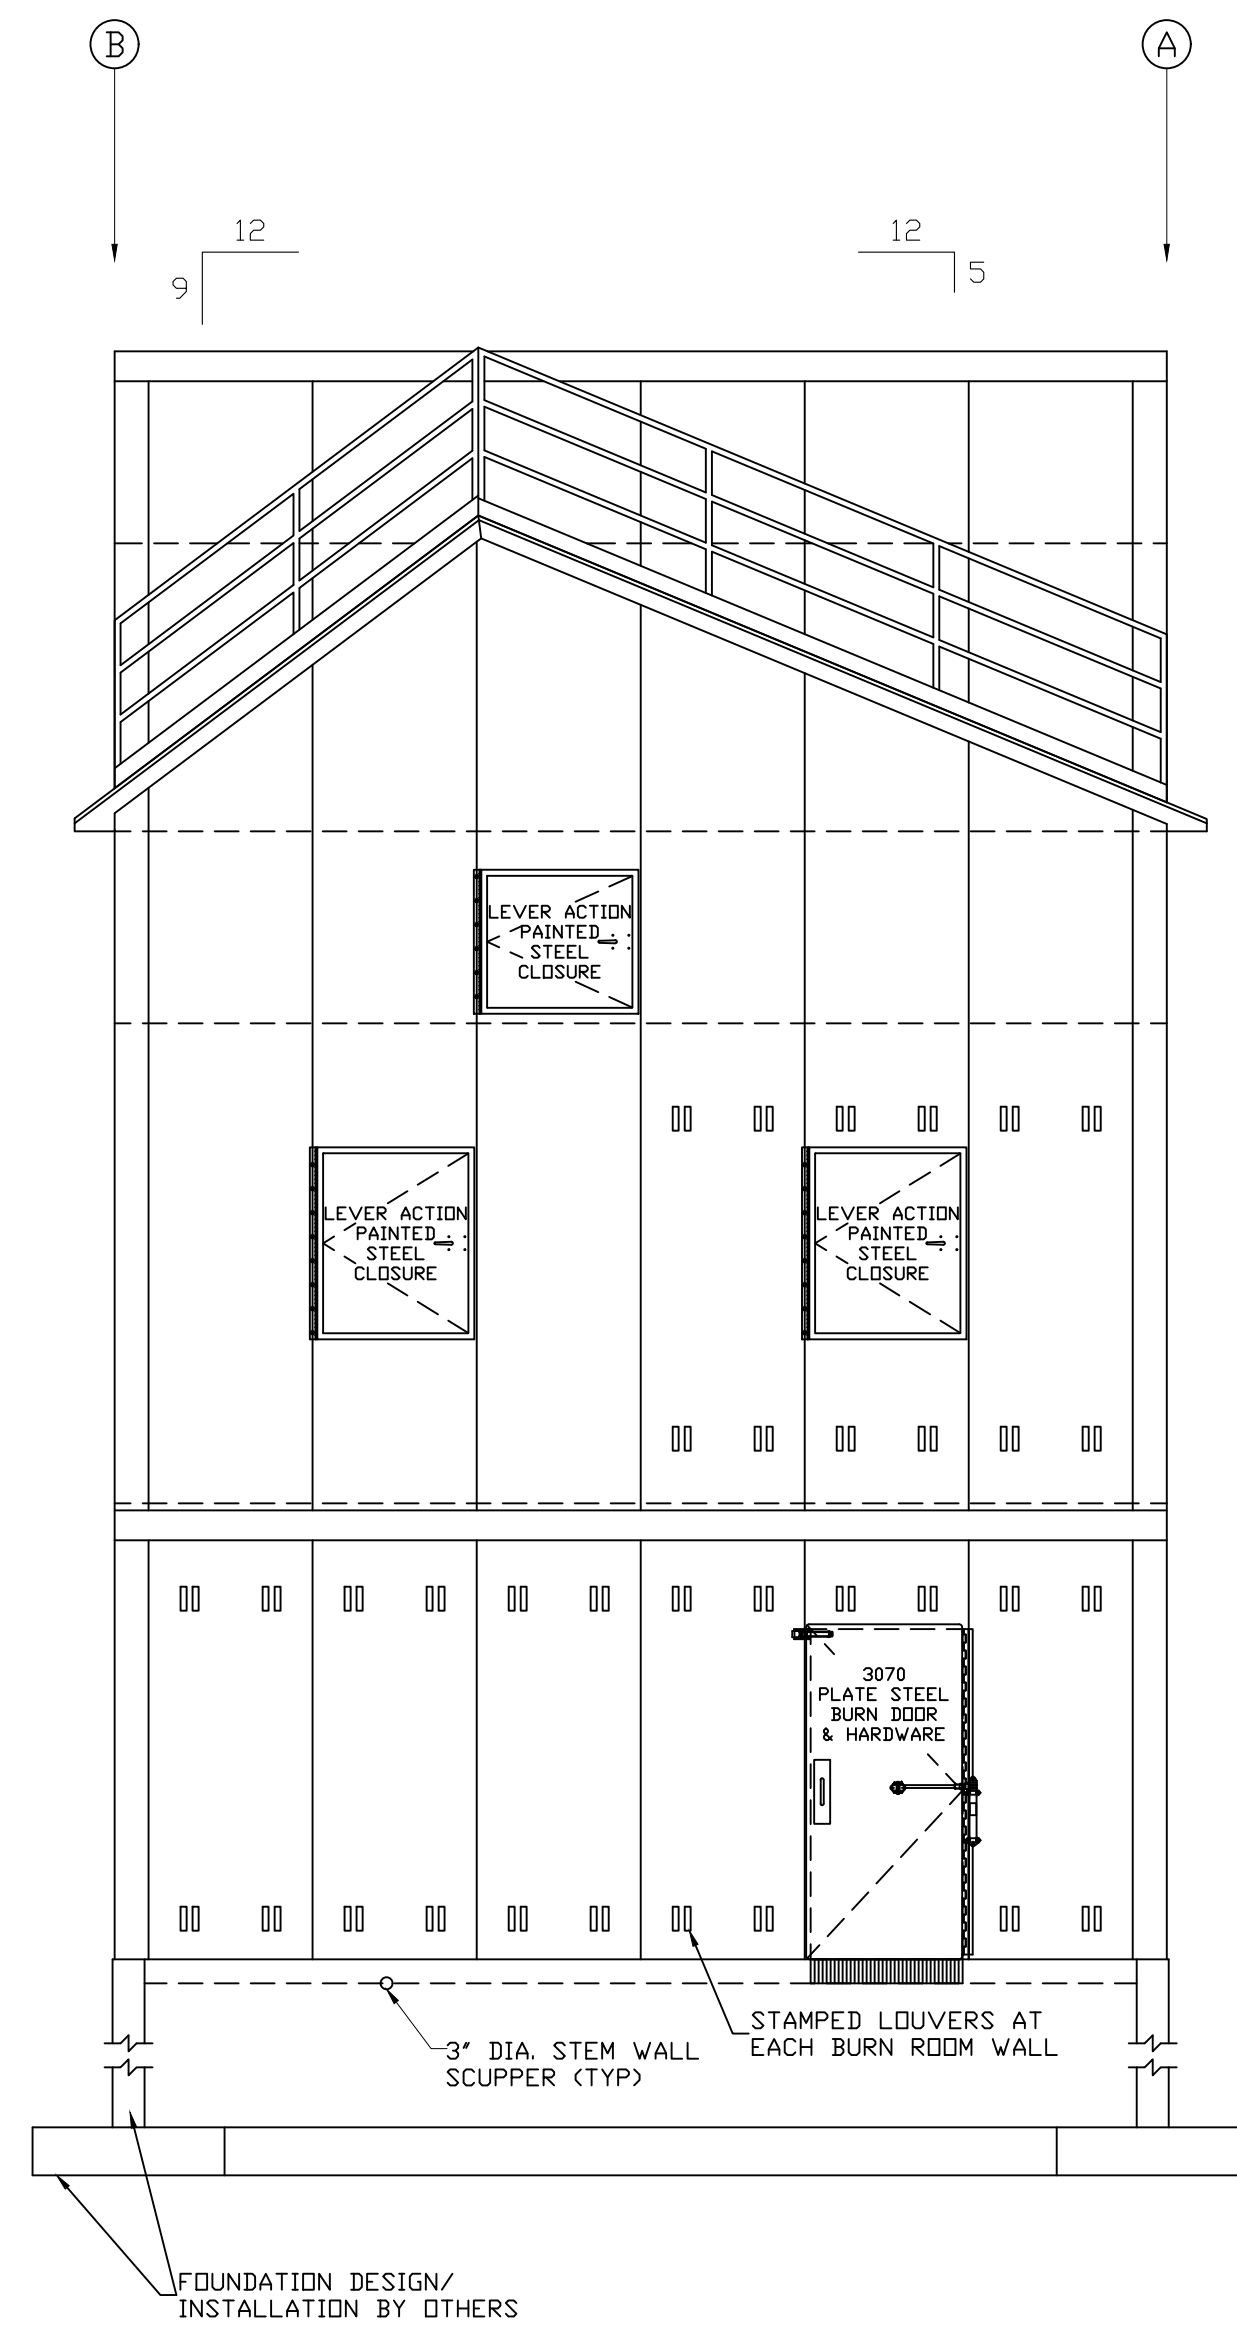 B
A
12
9
12
5
LEVER ACTION
PAINTED
STEEL
CLOSURE
LEVER ACTION
PAINTED
STEEL
CLOSURE
LEVER ACTION
PAINTED
STEEL
CLOSURE
3070
PLATE STEEL
BURN DOOR
& HARDWARE
STAMPED LOUVERS AT
EACH BURN ROOM WALL
3" DIA. STEM WALL
SCUPPER (TYP)
FOUNDATION DESIGN/
INSTALLATION BY OTHERS